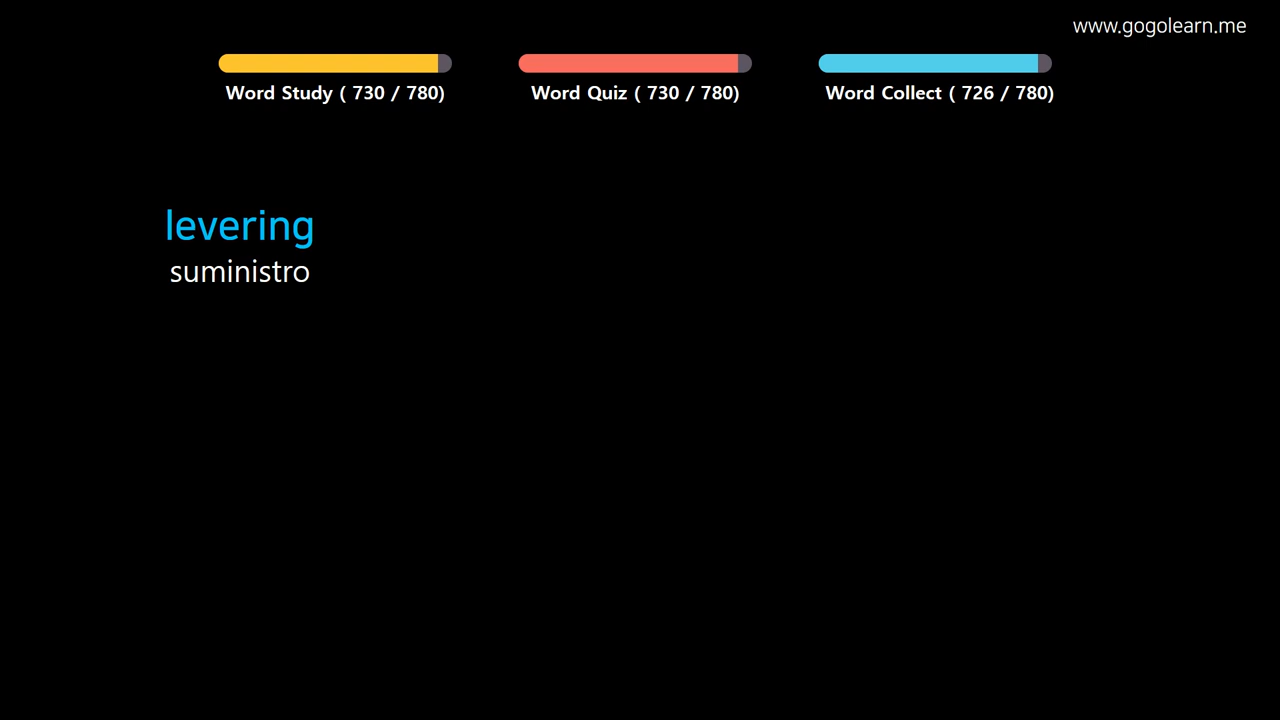 www.gogolearn.me
Word Study ( 730 / 780)
Word Quiz ( 730 / 780)
Word Collect ( 726 / 780)
levering
suministro